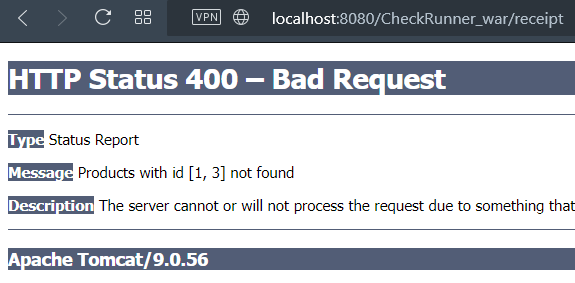 VPN localhost:8080/CheckRunner_war/receipt
HTTP Status 400 – Bad Request
Type Status Report
Message Products with id [1, 3] not found
Description The server cannot or will not process the request due to something that
Apache Tomcat/9.0.56